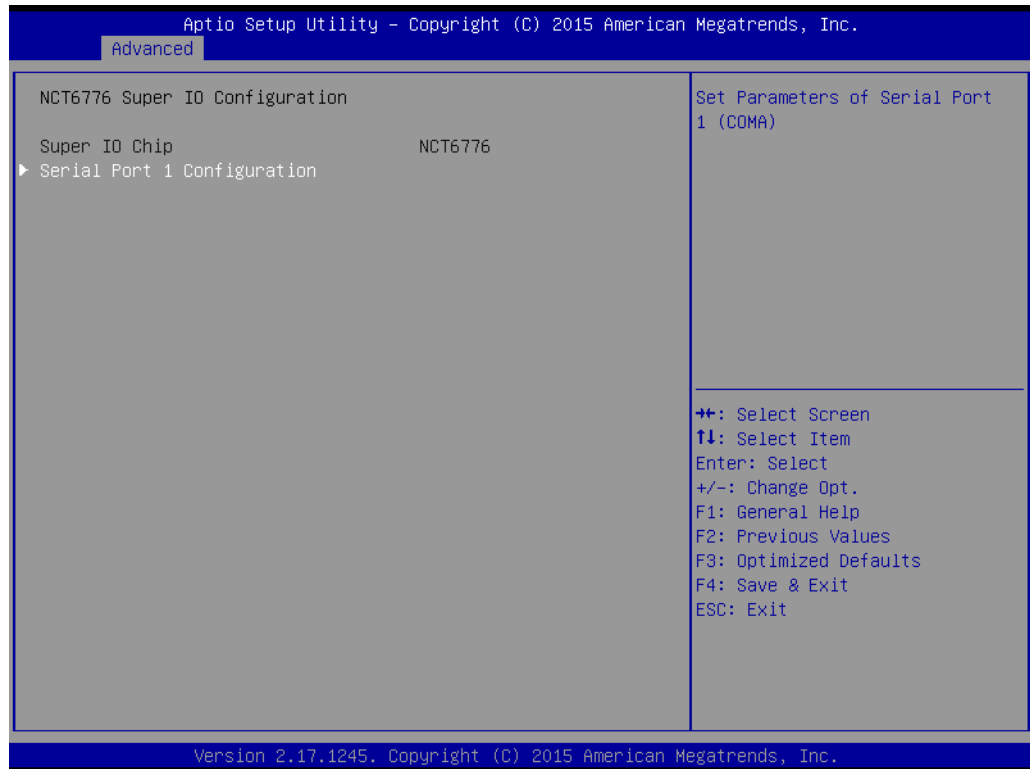 Aptio Setup Utility – Copyright (C) 2015 American Megatrends, Inc.
Advanced
NCT6776 Super IO Configuration
Super IO Chip NCT6776
Serial Port 1 Configuration
Set Parameters of Serial Port
1 (COMA)
→←: Select Screen
↑↓: Select Item
Enter: Select
+/-: Change Opt.
F1: General Help
F2: Previous Values
F3: Optimized Defaults
F4: Save & Exit
ESC: Exit
Version 2.17.1245. Copyright (C) 2015 American Megatrends, Inc.